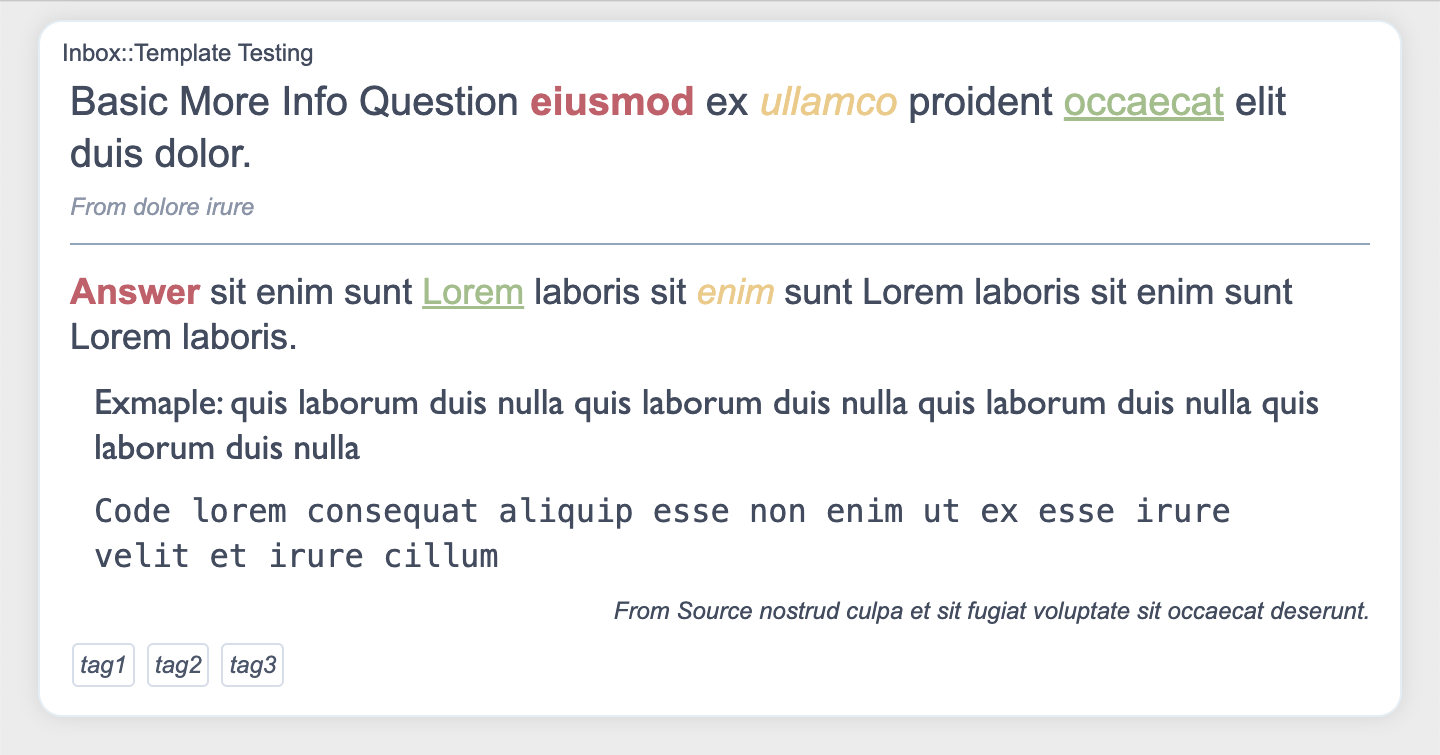 Inbox::Template Testing
Basic More Info Question eiusmod ex ullamco proident occaecat elit
duis dolor.
From dolore irure
Answer sit enim sunt Lorem laboris sit enim sunt Lorem laboris sit enim sunt
Lorem laboris.
Exmaple: quis laborum duis nulla quis laborum duis nulla quis laborum duis nulla quis
laborum duis nulla
Code lorem consequat aliquip esse non enim ut ex esse irure
velit et irure cillum
From Source nostrud culpa et sit fugiat voluptate sit occaecat deserunt.
tag1 tag2 tag3